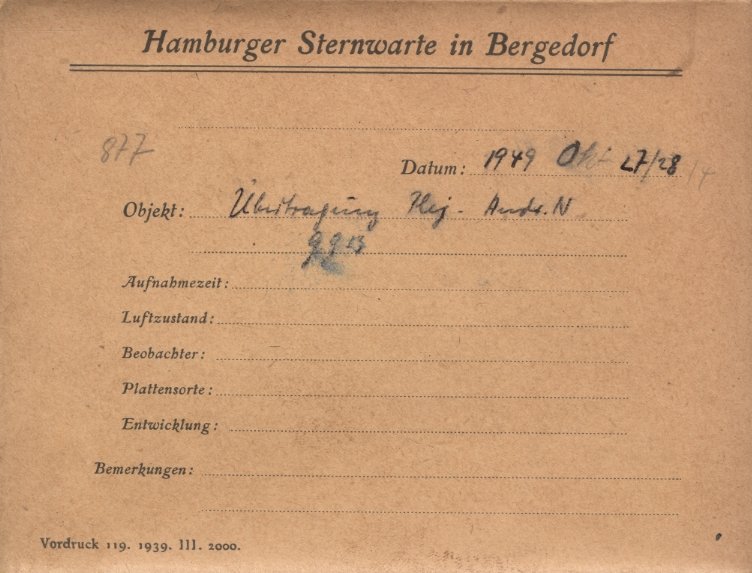 Hamburger Sternwarte in Bergedorf
877
Datum: 1949 Okt 27/28
Objekt: Übertragung Plej. - Andr. N
Aufnahmezeit:
Luftzustand:
Beobachter:
Plattensorte:
Entwicklung:
Bemerkungen:
Vordruck 119. 1939. III. 2000.